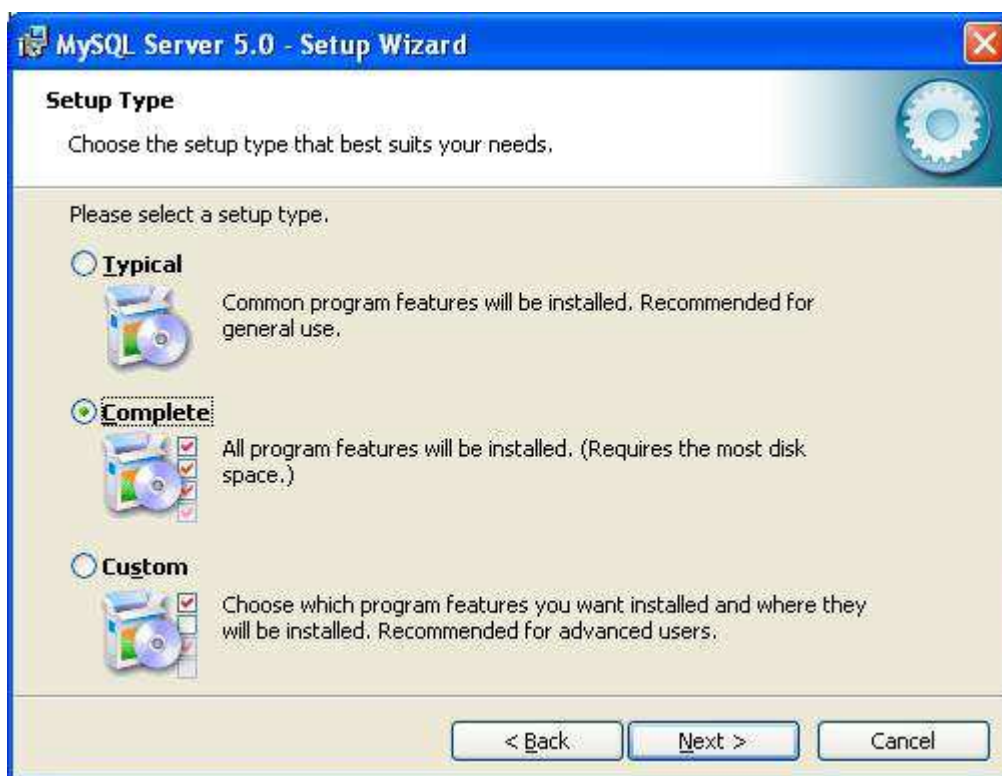 MySQL Server 5.0 - Setup Wizard
Setup Type
Choose the setup type that best suits your needs.
Please select a setup type.
Typical
Common program features will be installed. Recommended for
general use.
Complete
All program features will be installed. (Requires the most disk
space.)
Custom
Choose which program features you want installed and where they
will be installed. Recommended for advanced users.
< Back
Next >
Cancel